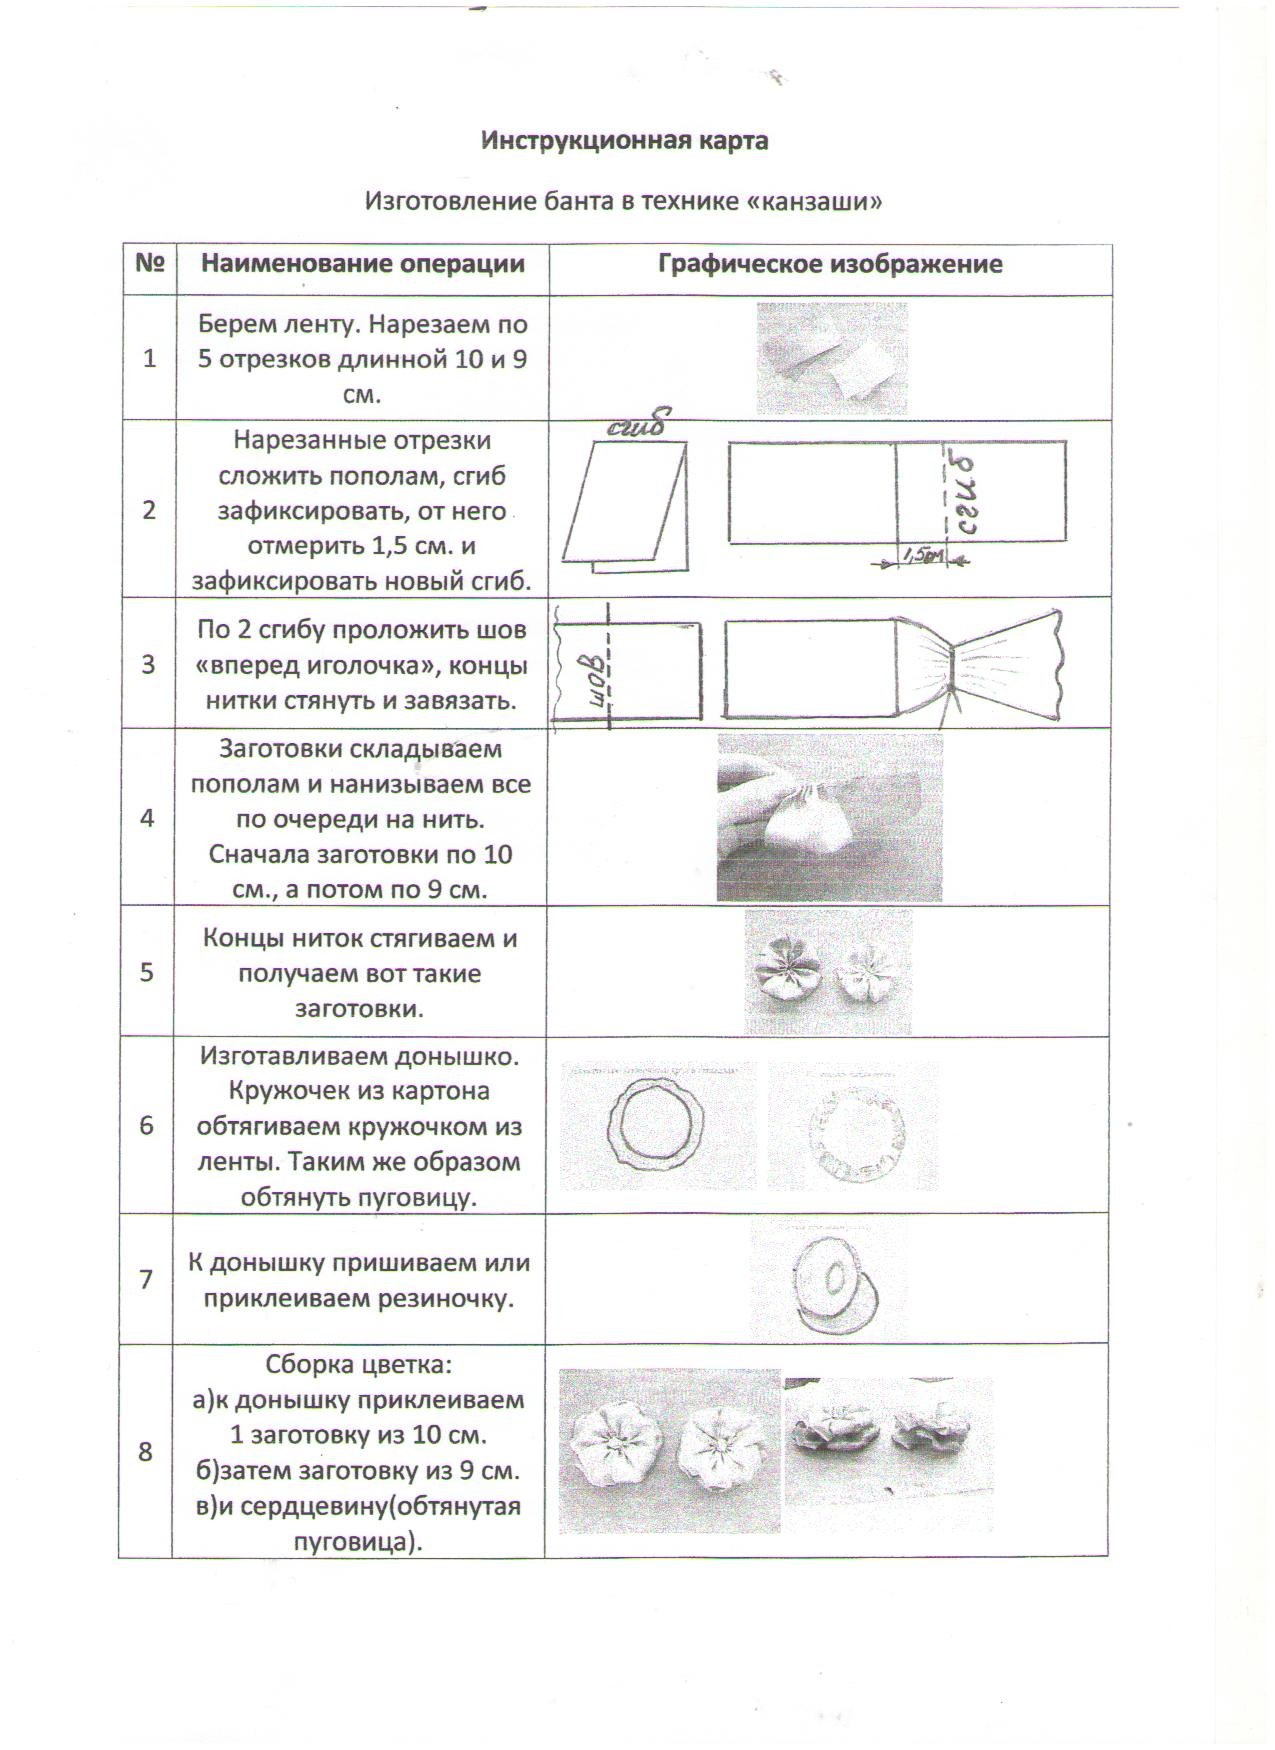 Инструкционная карта
Изготовление банта в технике «канзаши»
№ Наименование операции Графическое изображение
1
Берем ленту. Нарезаем по
5 отрезков длинной 10 и 9
см.
2
Нарезанные отрезки
сложить пополам, сгиб
зафиксировать, от него
отмерить 1,5 см. и
зафиксировать новый сгиб.
сгиб
сгиб
1,5см
3
По 2 сгибу проложить шов
«вперед иголочка», концы
нитки стянуть и завязать.
шов
4
Заготовки складываем
пополам и нанизываем все
по очереди на нить.
Сначала заготовки по 10
см., а потом по 9 см.
5
Концы ниток стягиваем и
получаем вот такие
заготовки.
6
Изготавливаем донышко.
Кружочек из картона
обтягиваем кружочком из
ленты. Таким же образом
обтянуть пуговицу.
7
К донышку пришиваем или
приклеиваем резиночку.
8
Сборка цветка:
а)к донышку приклеиваем
1 заготовку из 10 см.
б)затем заготовку из 9 см.
в)и сердцевину(обтянутая
пуговица).